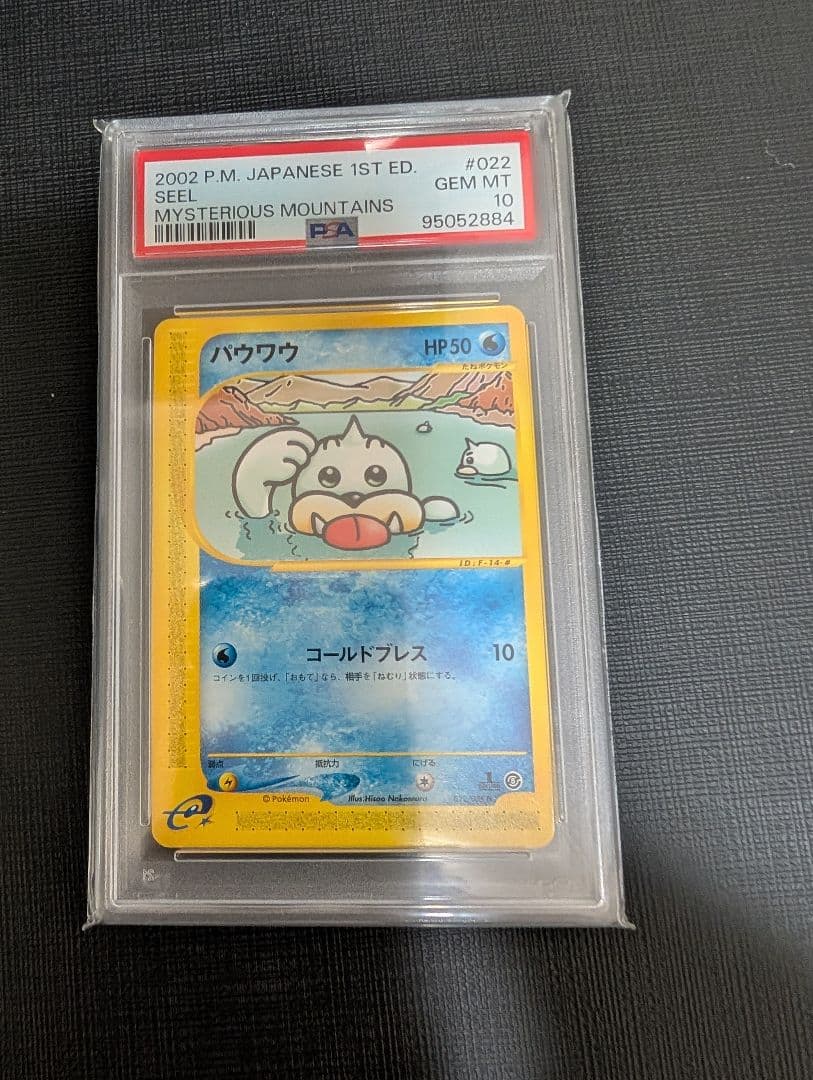 2002 P.M. JAPANESE 1ST ED. #022
SEEL GEM MT
MYSTERIOUS MOUNTAINS 10
PSA 95052884
パウワウ HP50
たねポケモン
ID:F-14-#
コールドブレス 10
コインを1回投げ、「おもて」なら、相手を「ねむり」状態にする。
弱点 抵抗力 にげる
©Pokémon Illus.Hisao Nakamura